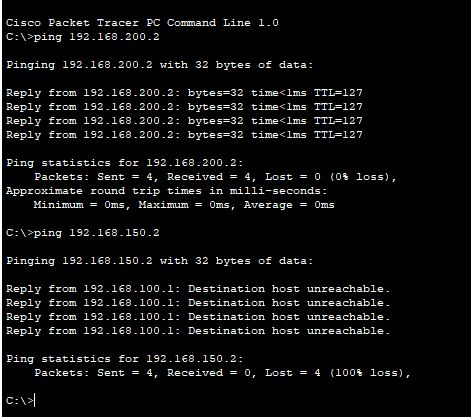 Cisco Packet Tracer PC Command Line 1.0
C:\>ping 192.168.200.2
Pinging 192.168.200.2 with 32 bytes of data:
Reply from 192.168.200.2: bytes=32 time<1ms TTL=127
Reply from 192.168.200.2: bytes=32 time<1ms TTL=127
Reply from 192.168.200.2: bytes=32 time<1ms TTL=127
Reply from 192.168.200.2: bytes=32 time<1ms TTL=127
Ping statistics for 192.168.200.2:
Packets: Sent = 4, Received = 4, Lost = 0 (0% loss),
Approximate round trip times in milli-seconds:
Minimum = 0ms, Maximum = 0ms, Average = 0ms
C:\>ping 192.168.150.2
Pinging 192.168.150.2 with 32 bytes of data:
Reply from 192.168.100.1: Destination host unreachable.
Reply from 192.168.100.1: Destination host unreachable.
Reply from 192.168.100.1: Destination host unreachable.
Reply from 192.168.100.1: Destination host unreachable.
Ping statistics for 192.168.150.2:
Packets: Sent = 4, Received = 0, Lost = 4 (100% loss),
C:\>